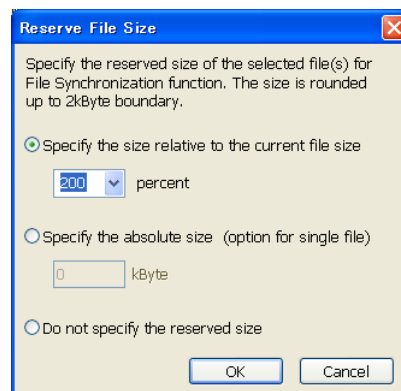 Reserve File Size
Specify the reserved size of the selected file(s) for
File Synchronization function. The size is rounded
up to 2kByte boundary.
Specify the size relative to the current file size
200 percent
Specify the absolute size (option for single file)
0 kByte
Do not specify the reserved size
OK Cancel